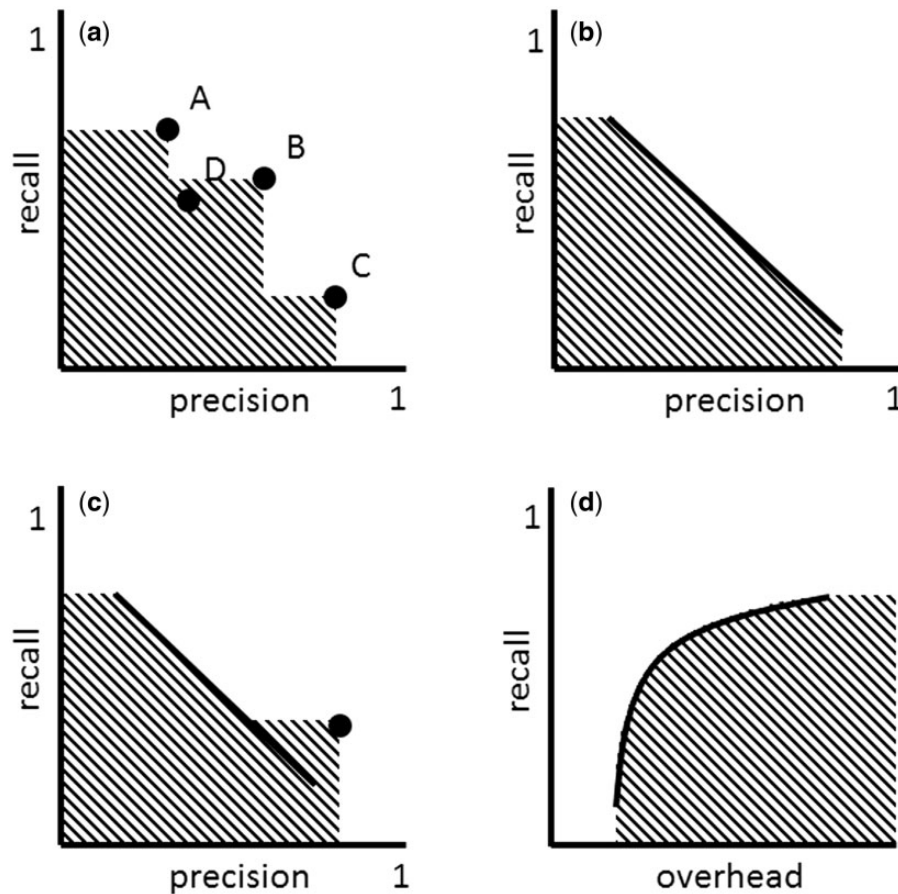 (a)
1
A
B
D
C
recall
precision 1
(b)
1
recall
precision 1
(c)
1
recall
precision 1
(d)
1
recall
overhead